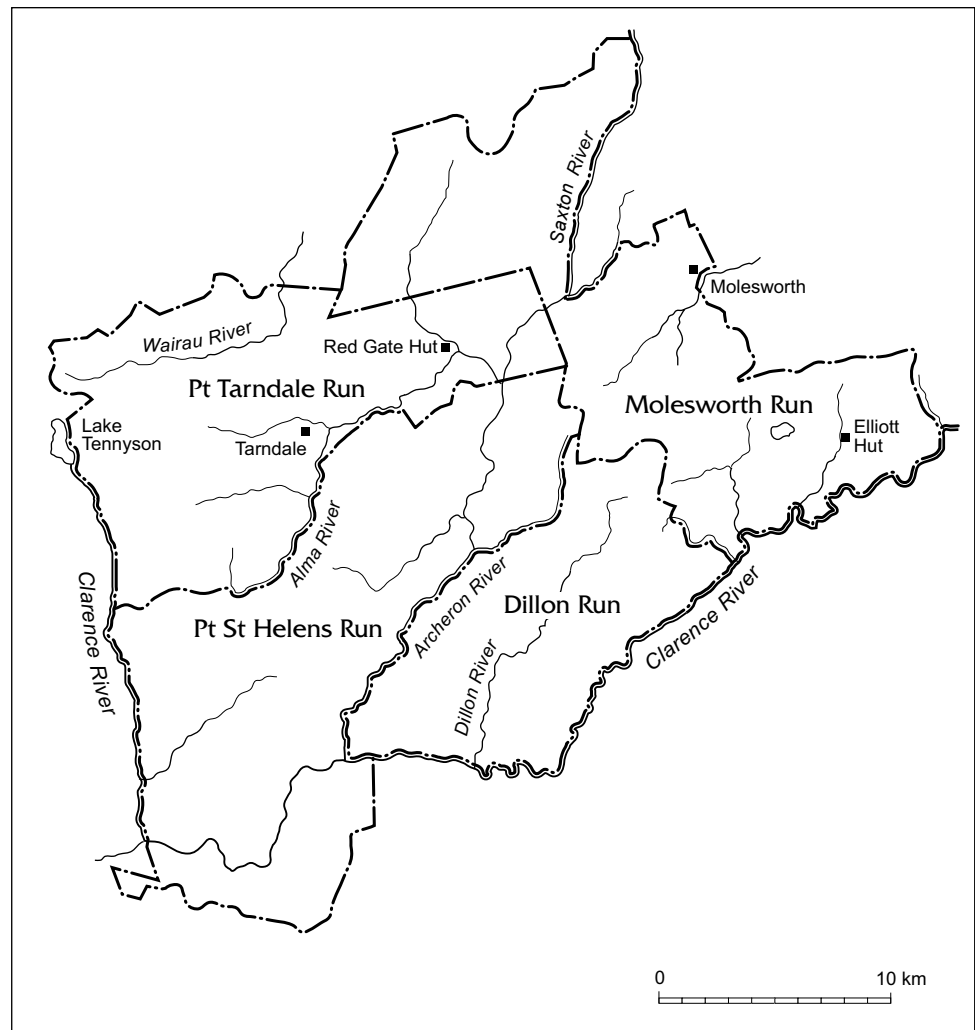 Saxton River
Molesworth
Wairau River
Red Gate Hut
Pt Tarndale Run
Molesworth Run
Lake
Tennyson
Tarndale
Elliott
Hut
Alma River
Clarence River
Pt St Helens Run
Archeron River
Dillon Run
Clarence River
Dillon River
0
10 km